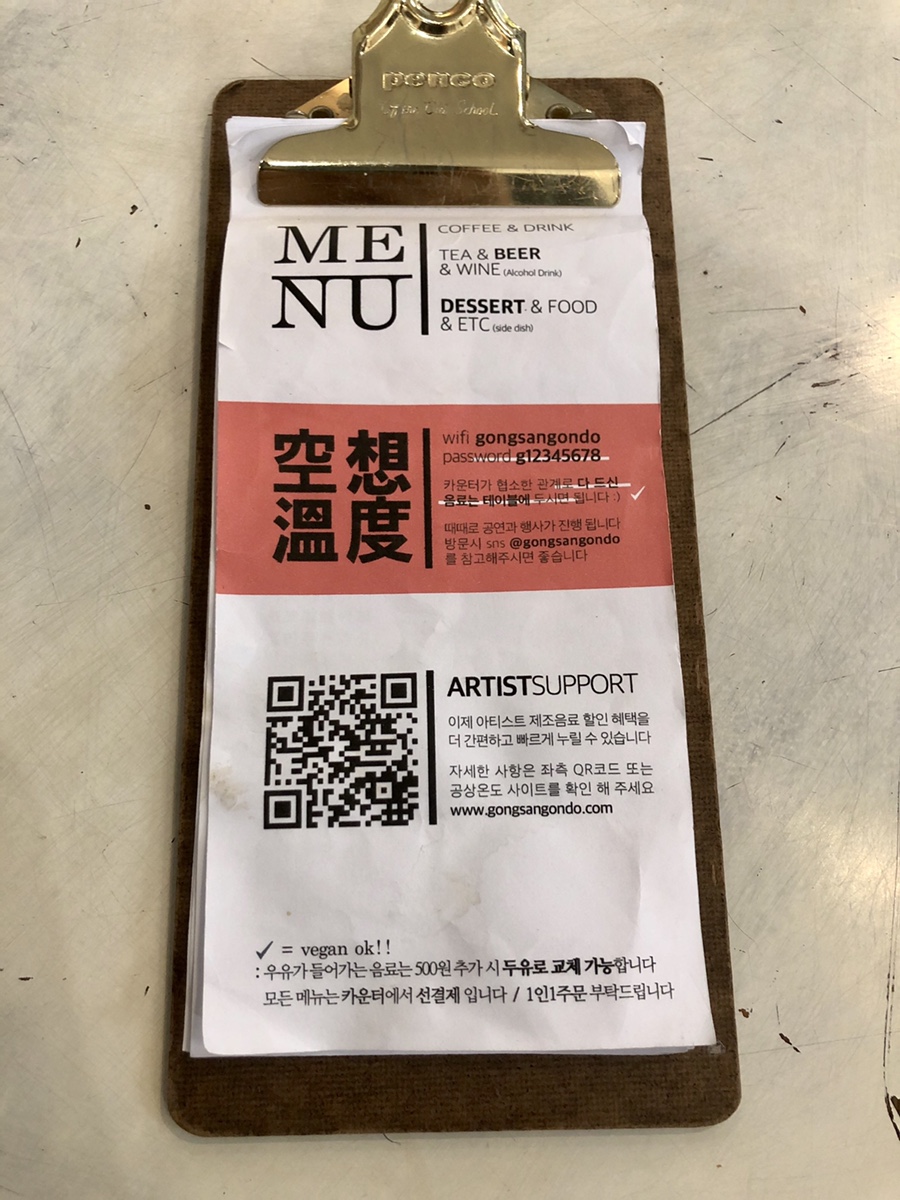 penco
ME
NU
COFFEE & DRINK
TEA & BEER
& WINE (Alcohol Drink)
DESSERT & FOOD
& ETC (side dish)
空想
溫度
wifi gongsangondo
password g12345678
카운터가 협소한 관계로 다 드신
음료는 테이블에 두시면 됩니다 :)
때때로 공연과 행사가 진행 됩니다
방문시 sns @gongsangondo
를 참고해주시면 좋습니다
ARTISTSUPPORT
이제 아티스트 제조음료 할인 혜택을
더 간편하고 빠르게 누릴 수 있습니다
자세한 사항은 좌측 QR코드 또는
공상온도 사이트를 확인 해 주세요
www.gongsangondo.com
✓ = vegan ok!!
: 우유가 들어가는 음료는 500원 추가 시 두유로 교체 가능합니다
모든 메뉴는 카운터에서 선결제 입니다 / 1인1주문 부탁드립니다